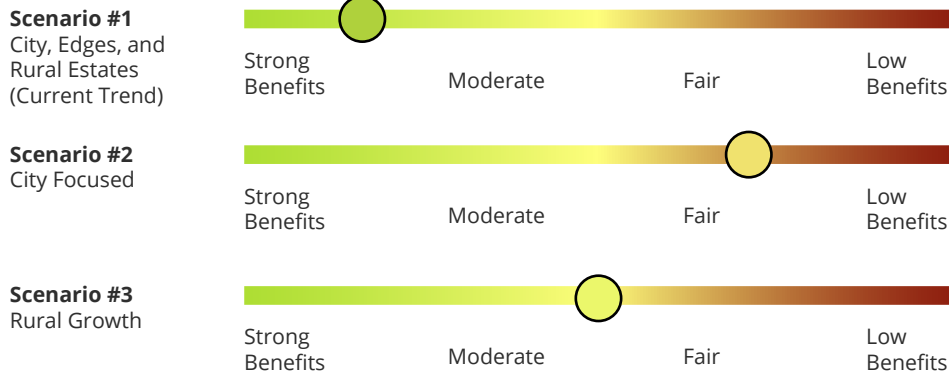 Scenario #1
City, Edges, and
Rural Estates
(Current Trend)
Strong
Benefits
Moderate
Fair
Low
Benefits
Scenario #2
City Focused
Strong
Benefits
Moderate
Fair
Low
Benefits
Scenario #3
Rural Growth
Strong
Benefits
Moderate
Fair
Low
Benefits